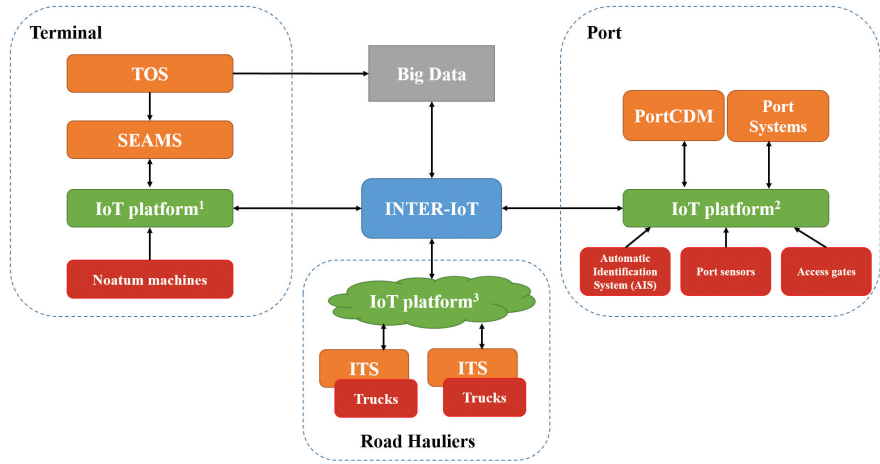 Terminal
TOS
SEAMS
IoT platform¹
Noatum machines
Big Data
INTER-IoT
Port
PortCDM
Port
Systems
IoT platform²
Automatic
Identification
System (AIS)
Port sensors
Access gates
IoT platform³
ITS
Trucks
ITS
Trucks
Road Hauliers